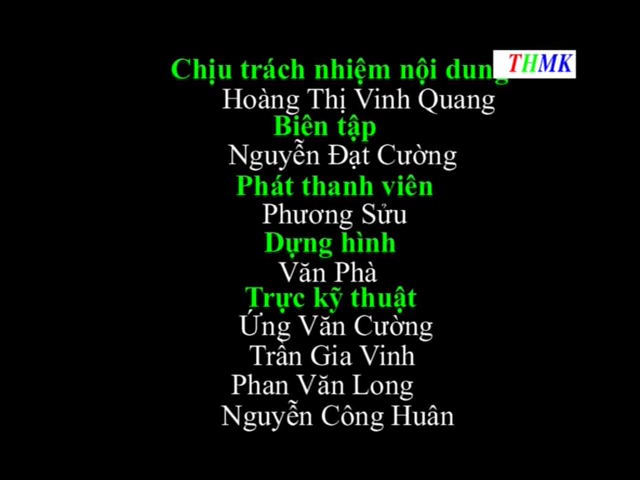 Chịu trách nhiệm nội dung
THMK
Hoàng Thị Vinh Quang
Biên tập
Nguyễn Đạt Cường
Phát thanh viên
Phương Sửu
Dựng hình
Văn Phà
Trực kỹ thuật
Ứng Văn Cường
Trần Gia Vinh
Phan Văn Long
Nguyễn Công Huân